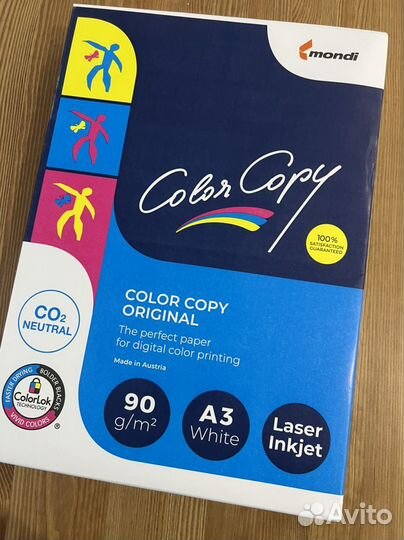 mondi
Color Copy
100%
SATISFACTION
GUARANTEED
CO2
NEUTRAL
COLOR COPY
ORIGINAL
The perfect paper
for digital color printing
Made in Austria
FASTER DRYING • BOLDER BLACKS
ColorLok
TECHNOLOGY
VIVID COLORS
®
90
g/m²
A3
White
Laser
Inkjet
Avito